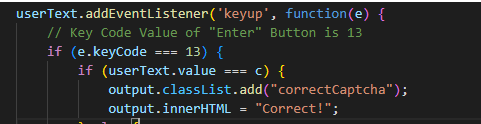 userText.addEventListener('keyup', function(e) {
// Key Code Value of "Enter" Button is 13
if (e.keyCode === 13) {
if (userText.value === c) {
output.classList.add("correctCaptcha");
output.innerHTML = "Correct!";